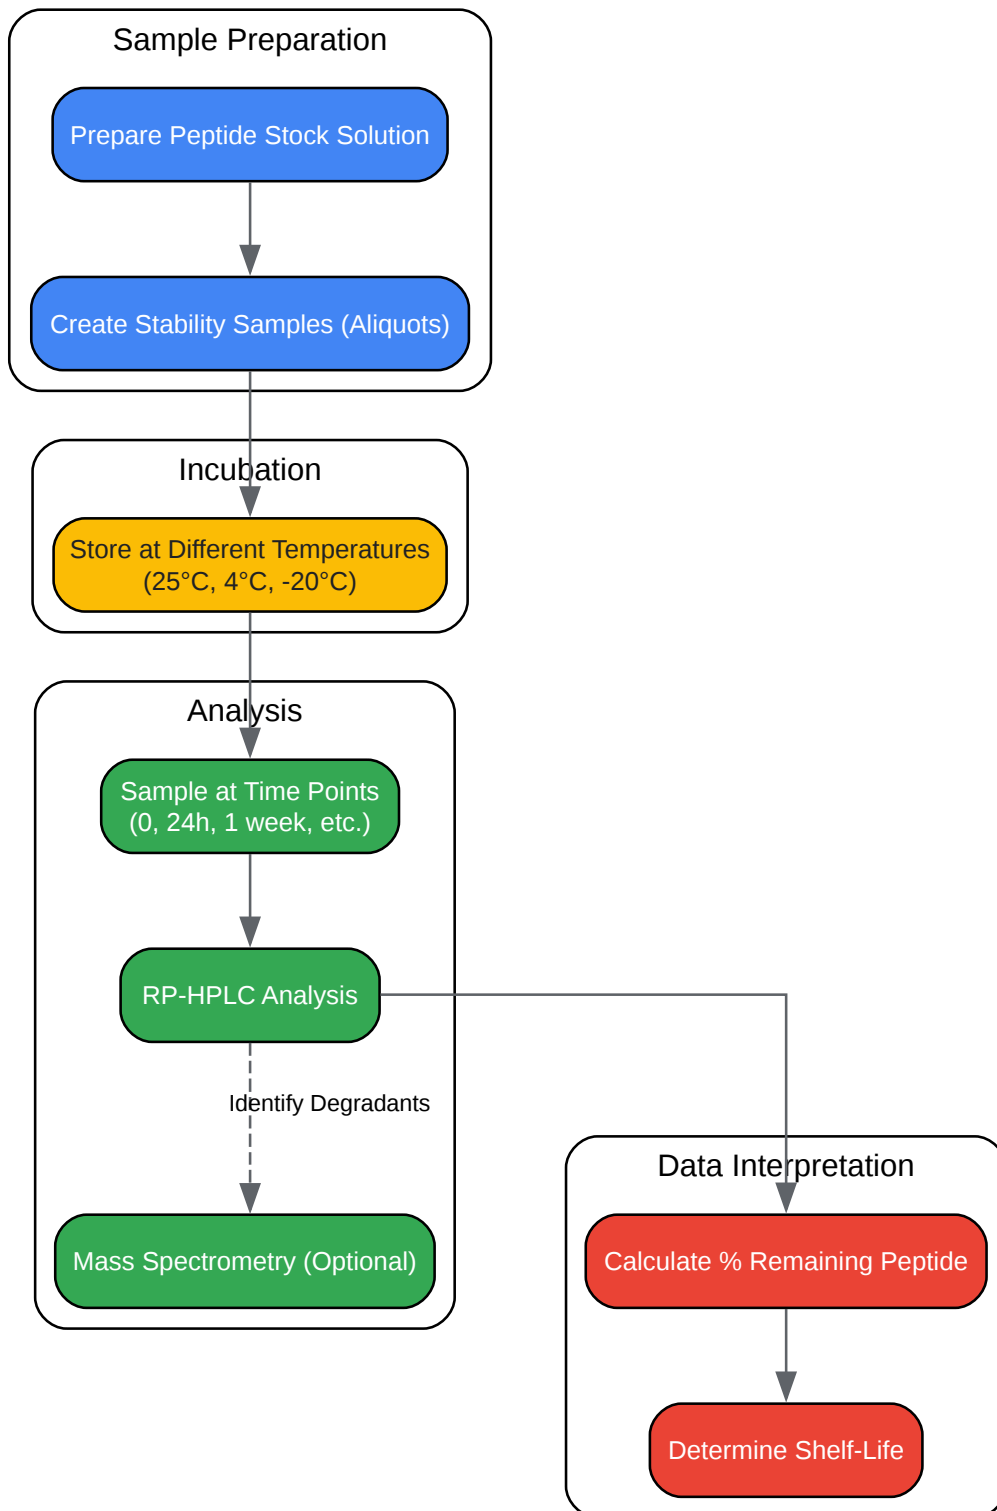 Sample Preparation
Prepare Peptide Stock Solution
Create Stability Samples (Aliquots)
Incubation
Store at Different Temperatures
(25°C, 4°C, -20°C)
Analysis
Sample at Time Points
(0, 24h, 1 week, etc.)
RP-HPLC Analysis
Identify Degradants
Mass Spectrometry (Optional)
Data Interpretation
Calculate % Remaining Peptide
Determine Shelf-Life